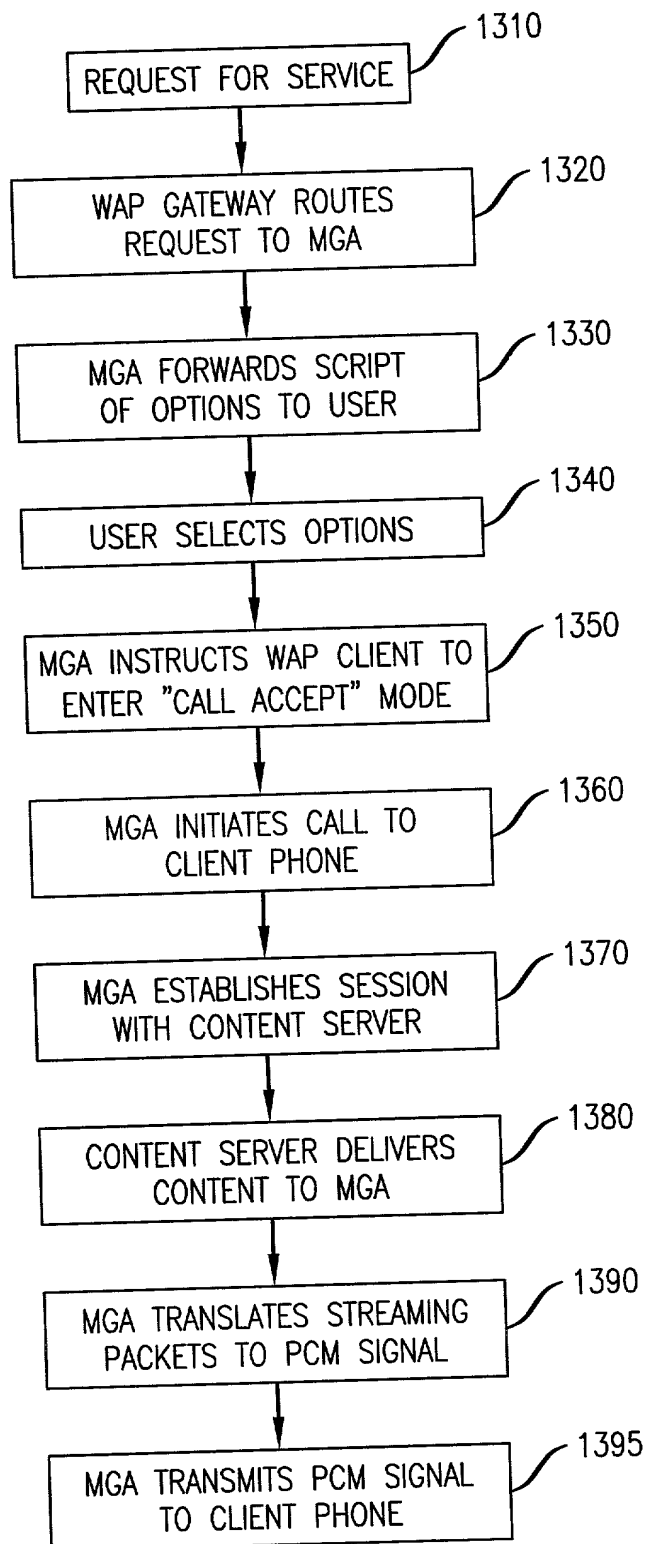 1310
REQUEST FOR SERVICE
1320
WAP GATEWAY ROUTES
REQUEST TO MGA
1330
MGA FORWARDS SCRIPT
OF OPTIONS TO USER
1340
USER SELECTS OPTIONS
1350
MGA INSTRUCTS WAP CLIENT TO
ENTER "CALL ACCEPT" MODE
1360
MGA INITIATES CALL TO
CLIENT PHONE
1370
MGA ESTABLISHES SESSION
WITH CONTENT SERVER
1380
CONTENT SERVER DELIVERS
CONTENT TO MGA
1390
MGA TRANSLATES STREAMING
PACKETS TO PCM SIGNAL
1395
MGA TRANSMITS PCM SIGNAL
TO CLIENT PHONE